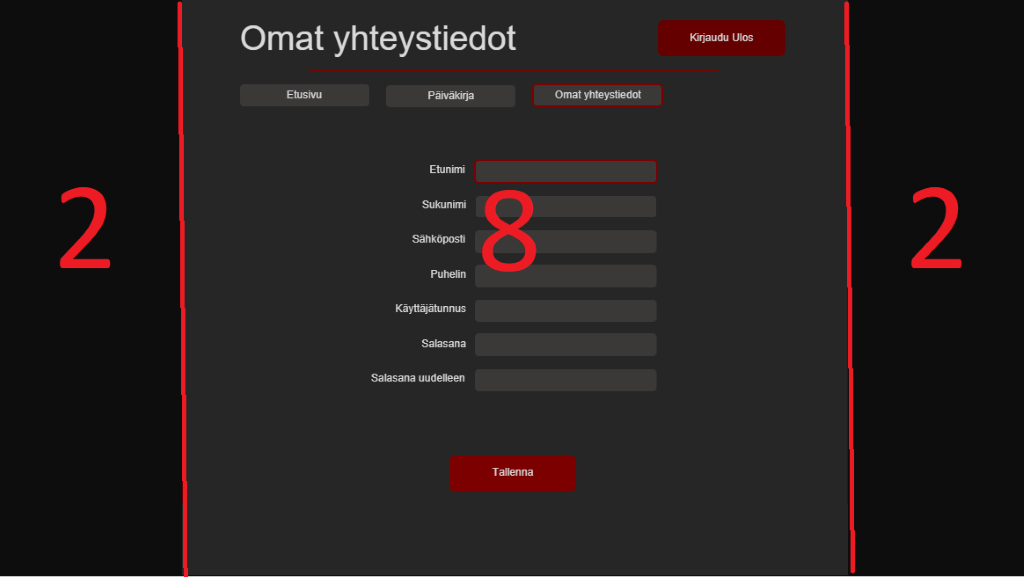 Omat yhteystiedot
Kirjaudu Ulos
Etusivu
Päiväkirja
Omat yhteystiedot
Etunimi
Sukunimi
2
8
2
Sähköposti
Puhelin
Käyttäjätunnus
Salasana
Salasana uudelleen
Tallenna